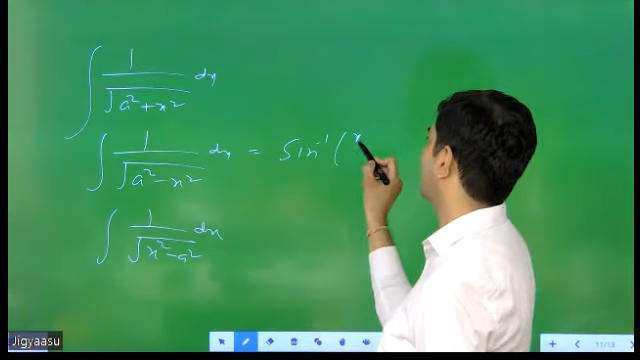 ∫ 1/√(a²+x²) dx
∫ 1/√(a²-x²) dx = Sin⁻¹(x
∫ 1/√(x²-a²) dx
Jigyaasu
11/13